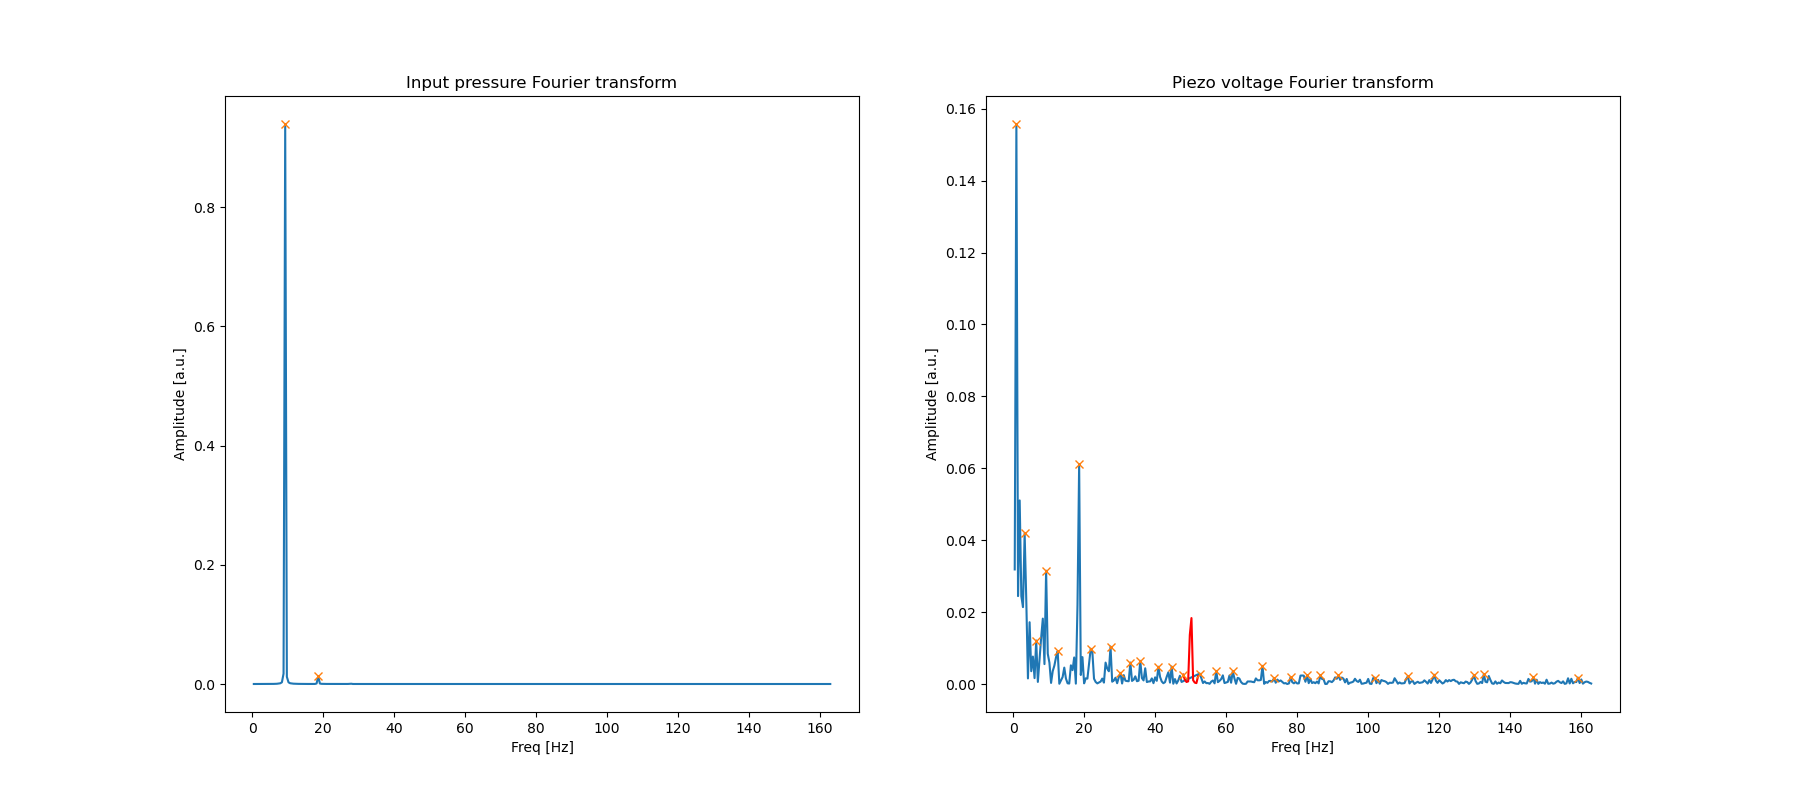 Input pressure Fourier transform
0.8
0.6
0.4
0.2
0.0
Amplitude [a.u.]
0 20 40 60 80 100 120 140 160
Freq [Hz]
Piezo voltage Fourier transform
0.16
0.14
0.12
0.10
0.08
0.06
0.04
0.02
0.00
Amplitude [a.u.]
0 20 40 60 80 100 120 140 160
Freq [Hz]